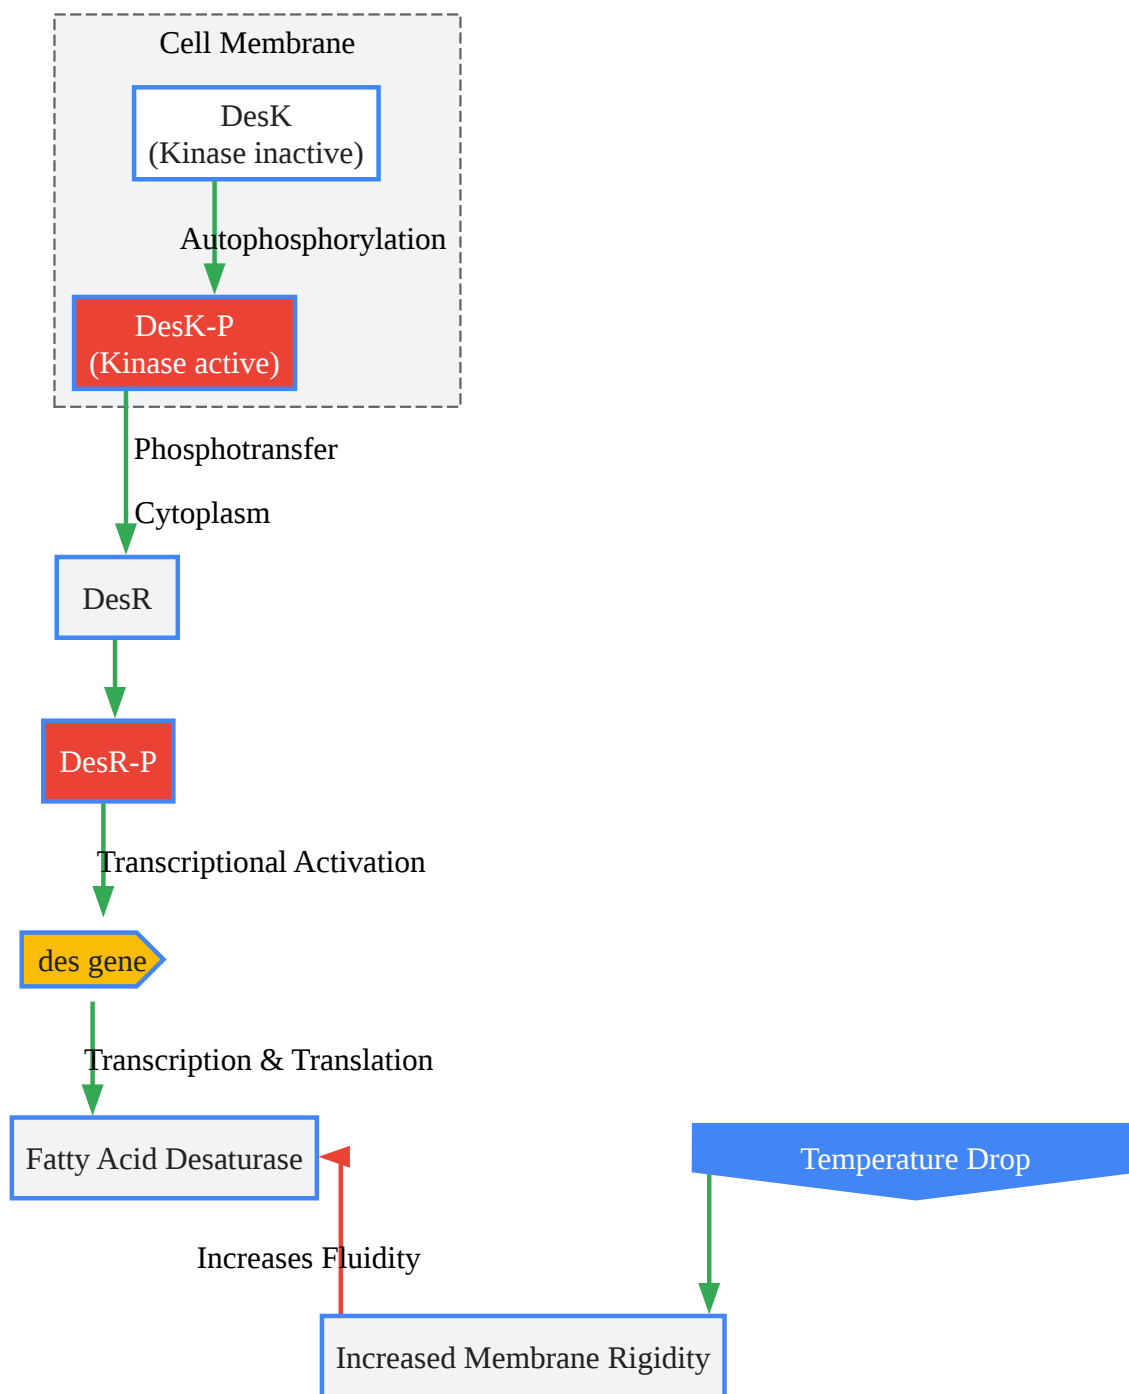 Cell Membrane
DesK
(Kinase inactive)
Autophosphorylation
DesK-P
(Kinase active)
Phosphotransfer
Cytoplasm
DesR
DesR-P
Transcriptional Activation
des gene
Transcription & Translation
Fatty Acid Desaturase
Temperature Drop
Increases Fluidity
Increased Membrane Rigidity